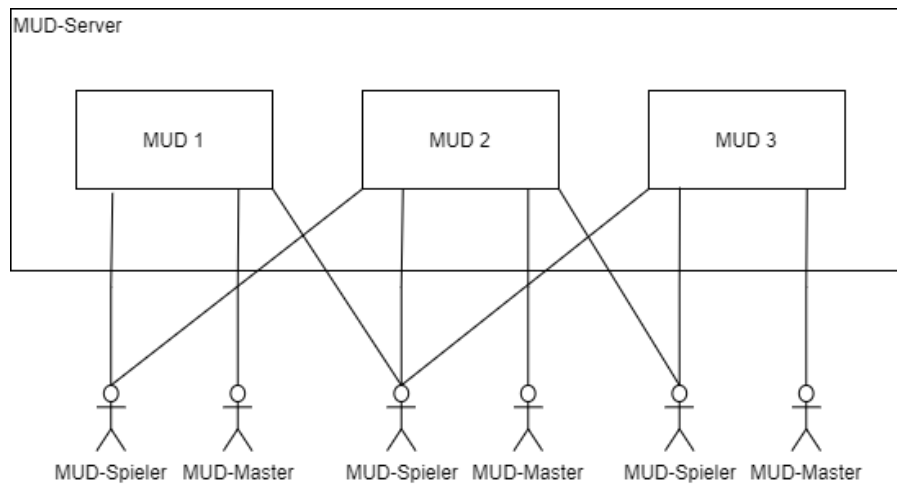 MUD-Server
MUD 1
MUD 2
MUD 3
MUD-Spieler
MUD-Master
MUD-Spieler
MUD-Master
MUD-Spieler
MUD-Master